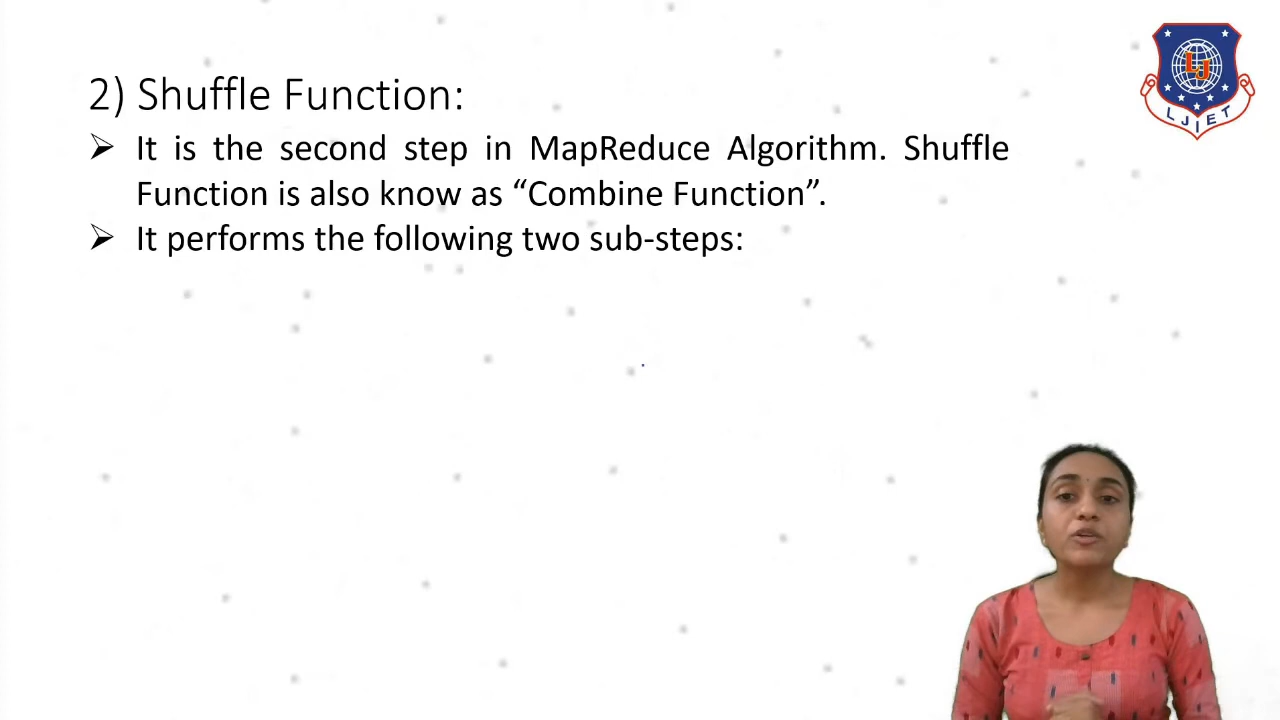 2) Shuffle Function:
It is the second step in MapReduce Algorithm. Shuffle
Function is also know as “Combine Function”.
It performs the following two sub-steps:
LJ
LJIET